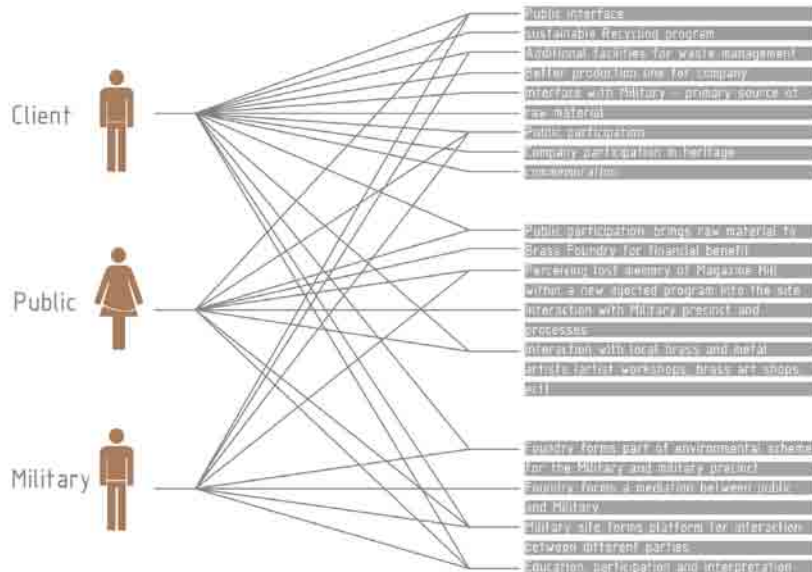 Client
Public
Military
Public interface
sustainable Recycling program
Additional facilities for waste management
Better production line for company
Interface with Military - primary source of
raw material
Public participation
Company participation in heritage
commemoration
Public participation brings raw material to
Brass Foundry for financial benefit
Perceiving lost memory of Magazine Hill
within a new injected program into the site
Interaction with Military precinct and
processes
Interaction with local brass and metal
artists (artist workshops, brass art shops
Foundry forms part of environmental scheme
for the Military and military precinct
Foundry forms a mediation between public
and Military
Military site forms platform for interaction
between different parties
Education, participation and interpretation